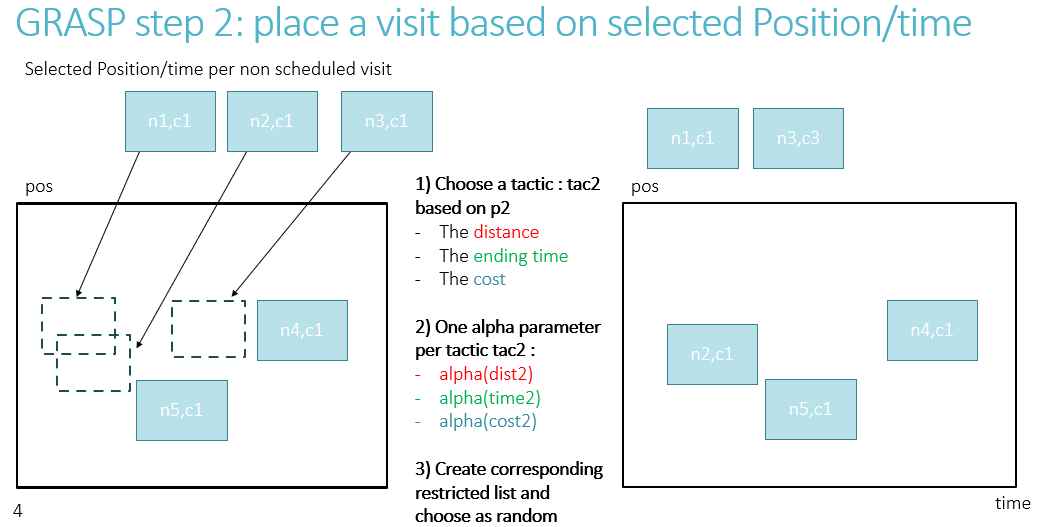 GRASP step 2: place a visit based on selected Position/time
Selected Position/time per non scheduled visit
n1,c1
n2,c1
n3,c1
pos
n4,c1
n5,c1
1) Choose a tactic : tac2
based on p2
- The distance
- The ending time
- The cost
2) One alpha parameter
per tactic tac2 :
- alpha(dist2)
- alpha(time2)
- alpha(cost2)
3) Create corresponding
restricted list and
choose as random
n1,c1
n3,c3
pos
n4,c1
n2,c1
n5,c1
time
4